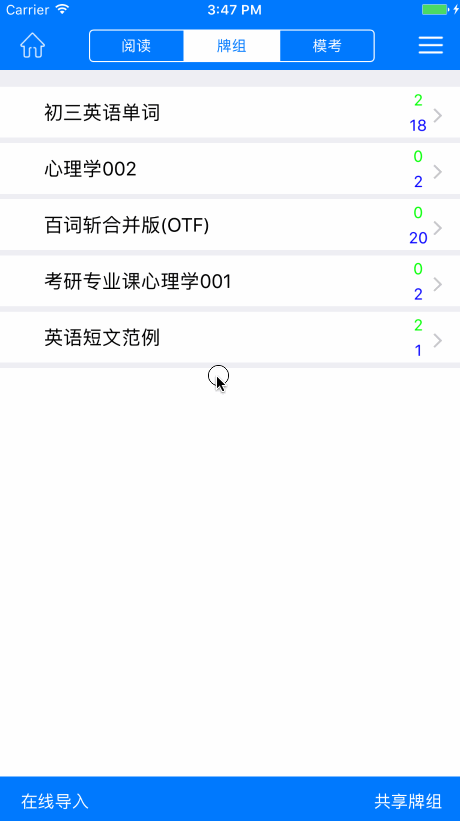 Carrier 3:47 PM
阅读 牌组 模考
初三英语单词 2
18
心理学002 0
2
百词斩合并版(OTF) 0
20
考研专业课心理学001 0
2
英语短文范例 2
1
在线导入 共享牌组